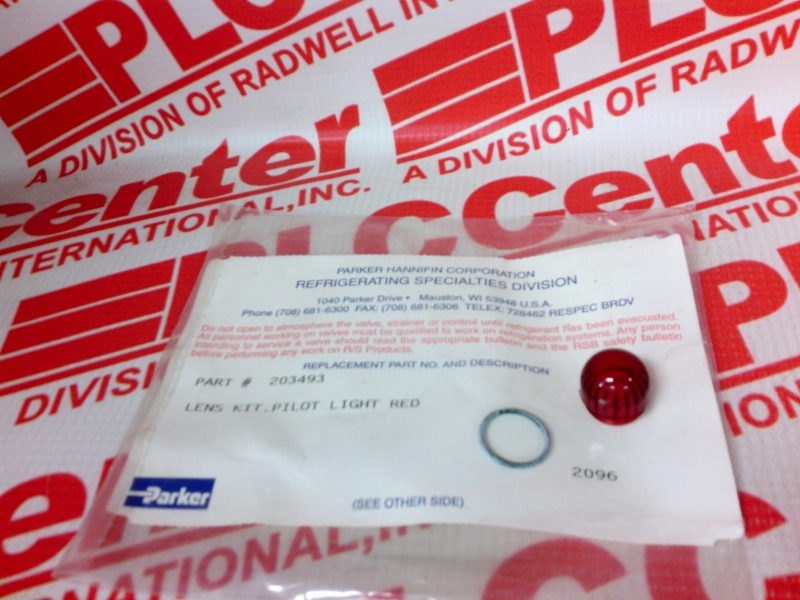 PLC
A DIVISION OF RADWELL IN
PLC
A DIVISION OF RADWELL
Center
INTERNATIONAL, INC.
PLCCenter
DIVISION
PARKER HANNIFIN CORPORATION
REFRIGERATING SPECIALTIES DIVISION
1040 Parker Drive • Mauston, WI 53948 U.S.A.
Phone (708) 681-6300 FAX: (708) 681-6306 TELEX: 728462 RESPEC BRDV
Do not open to atmosphere the valve, strainer or control until refrigerant has been evacuated.
All personnel working on valves must be qualified to work on refrigeration systems. Any person
intending to service a valve should read the appropriate bulletin and the RSB safety bulletin
before performing any work on R/S Products.
REPLACEMENT PART NO. AND DESCRIPTION
PART # 203493
LENS KIT, PILOT LIGHT RED
2096
Parker
(SEE OTHER SIDE)